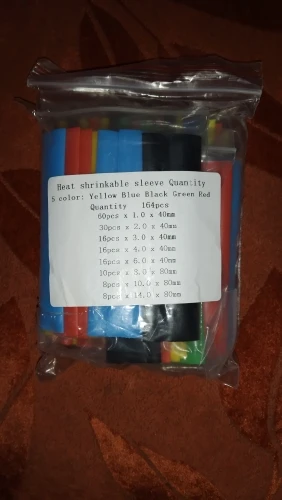 Heat shrinkable sleeve Quantity
5 color: Yellow Blue Black Green Red
Quantity 164pcs
60pcs x 1.0 x 40mm
30pcs x 2.0 x 40mm
16pcs x 3.0 x 40mm
16pcs x 4.0 x 40mm
16pcs x 6.0 x 40mm
10pcs x 8.0 x 80mm
8pcs x 10.0 x 80mm
8pcs x 14.0 x 80mm